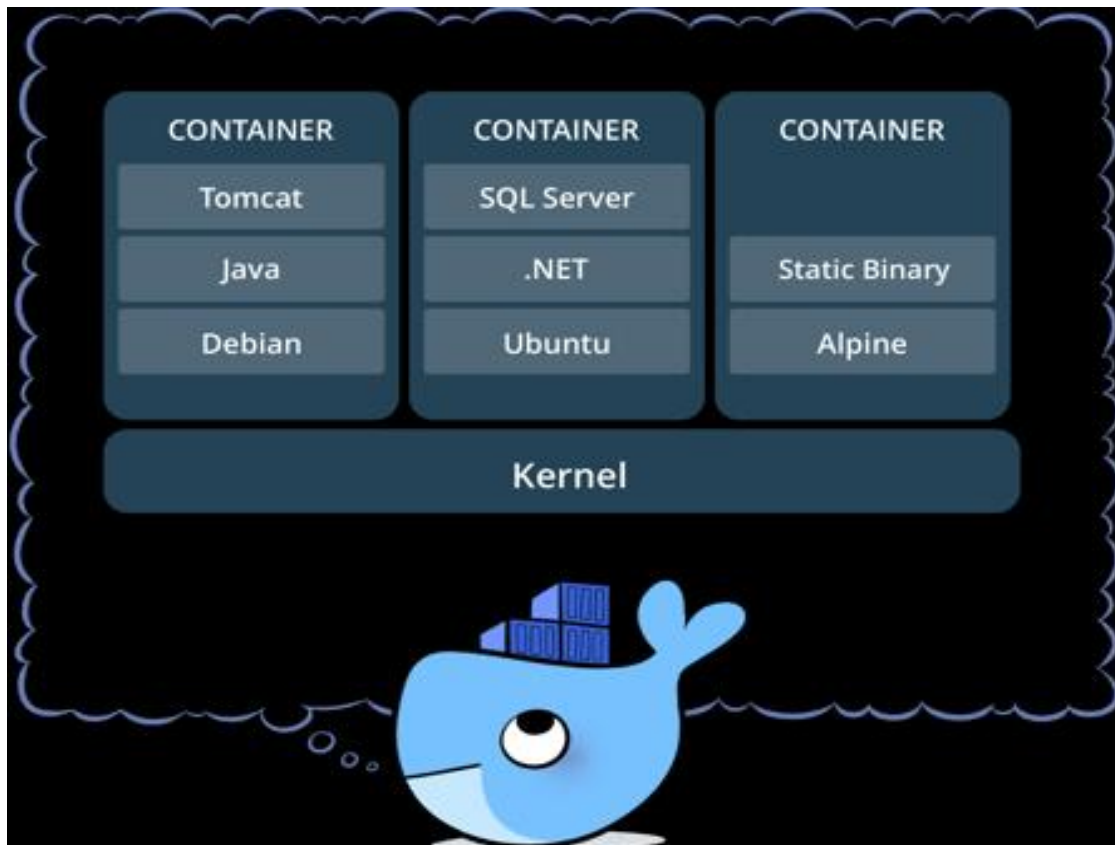 CONTAINER
Tomcat
Java
Debian
CONTAINER
SQL Server
.NET
Ubuntu
CONTAINER
Static Binary
Alpine
Kernel